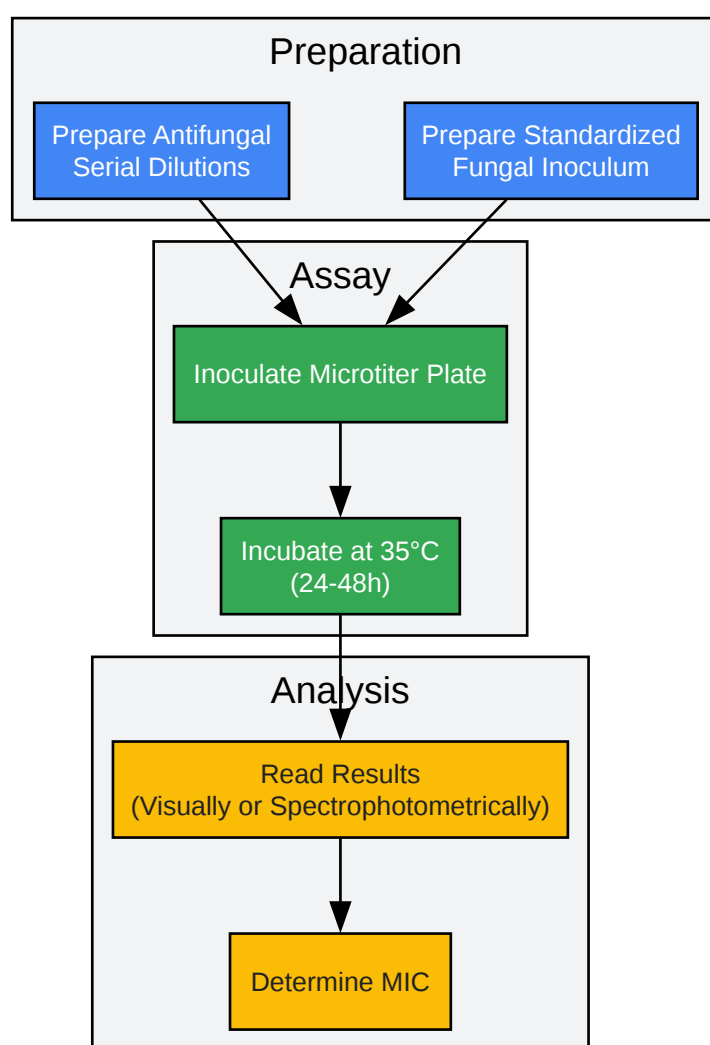 Preparation
Prepare Antifungal
Serial Dilutions
Prepare Standardized
Fungal Inoculum
Assay
Inoculate Microtiter Plate
Incubate at 35°C
(24-48h)
Analysis
Read Results
(Visually or Spectrophotometrically)
Determine MIC